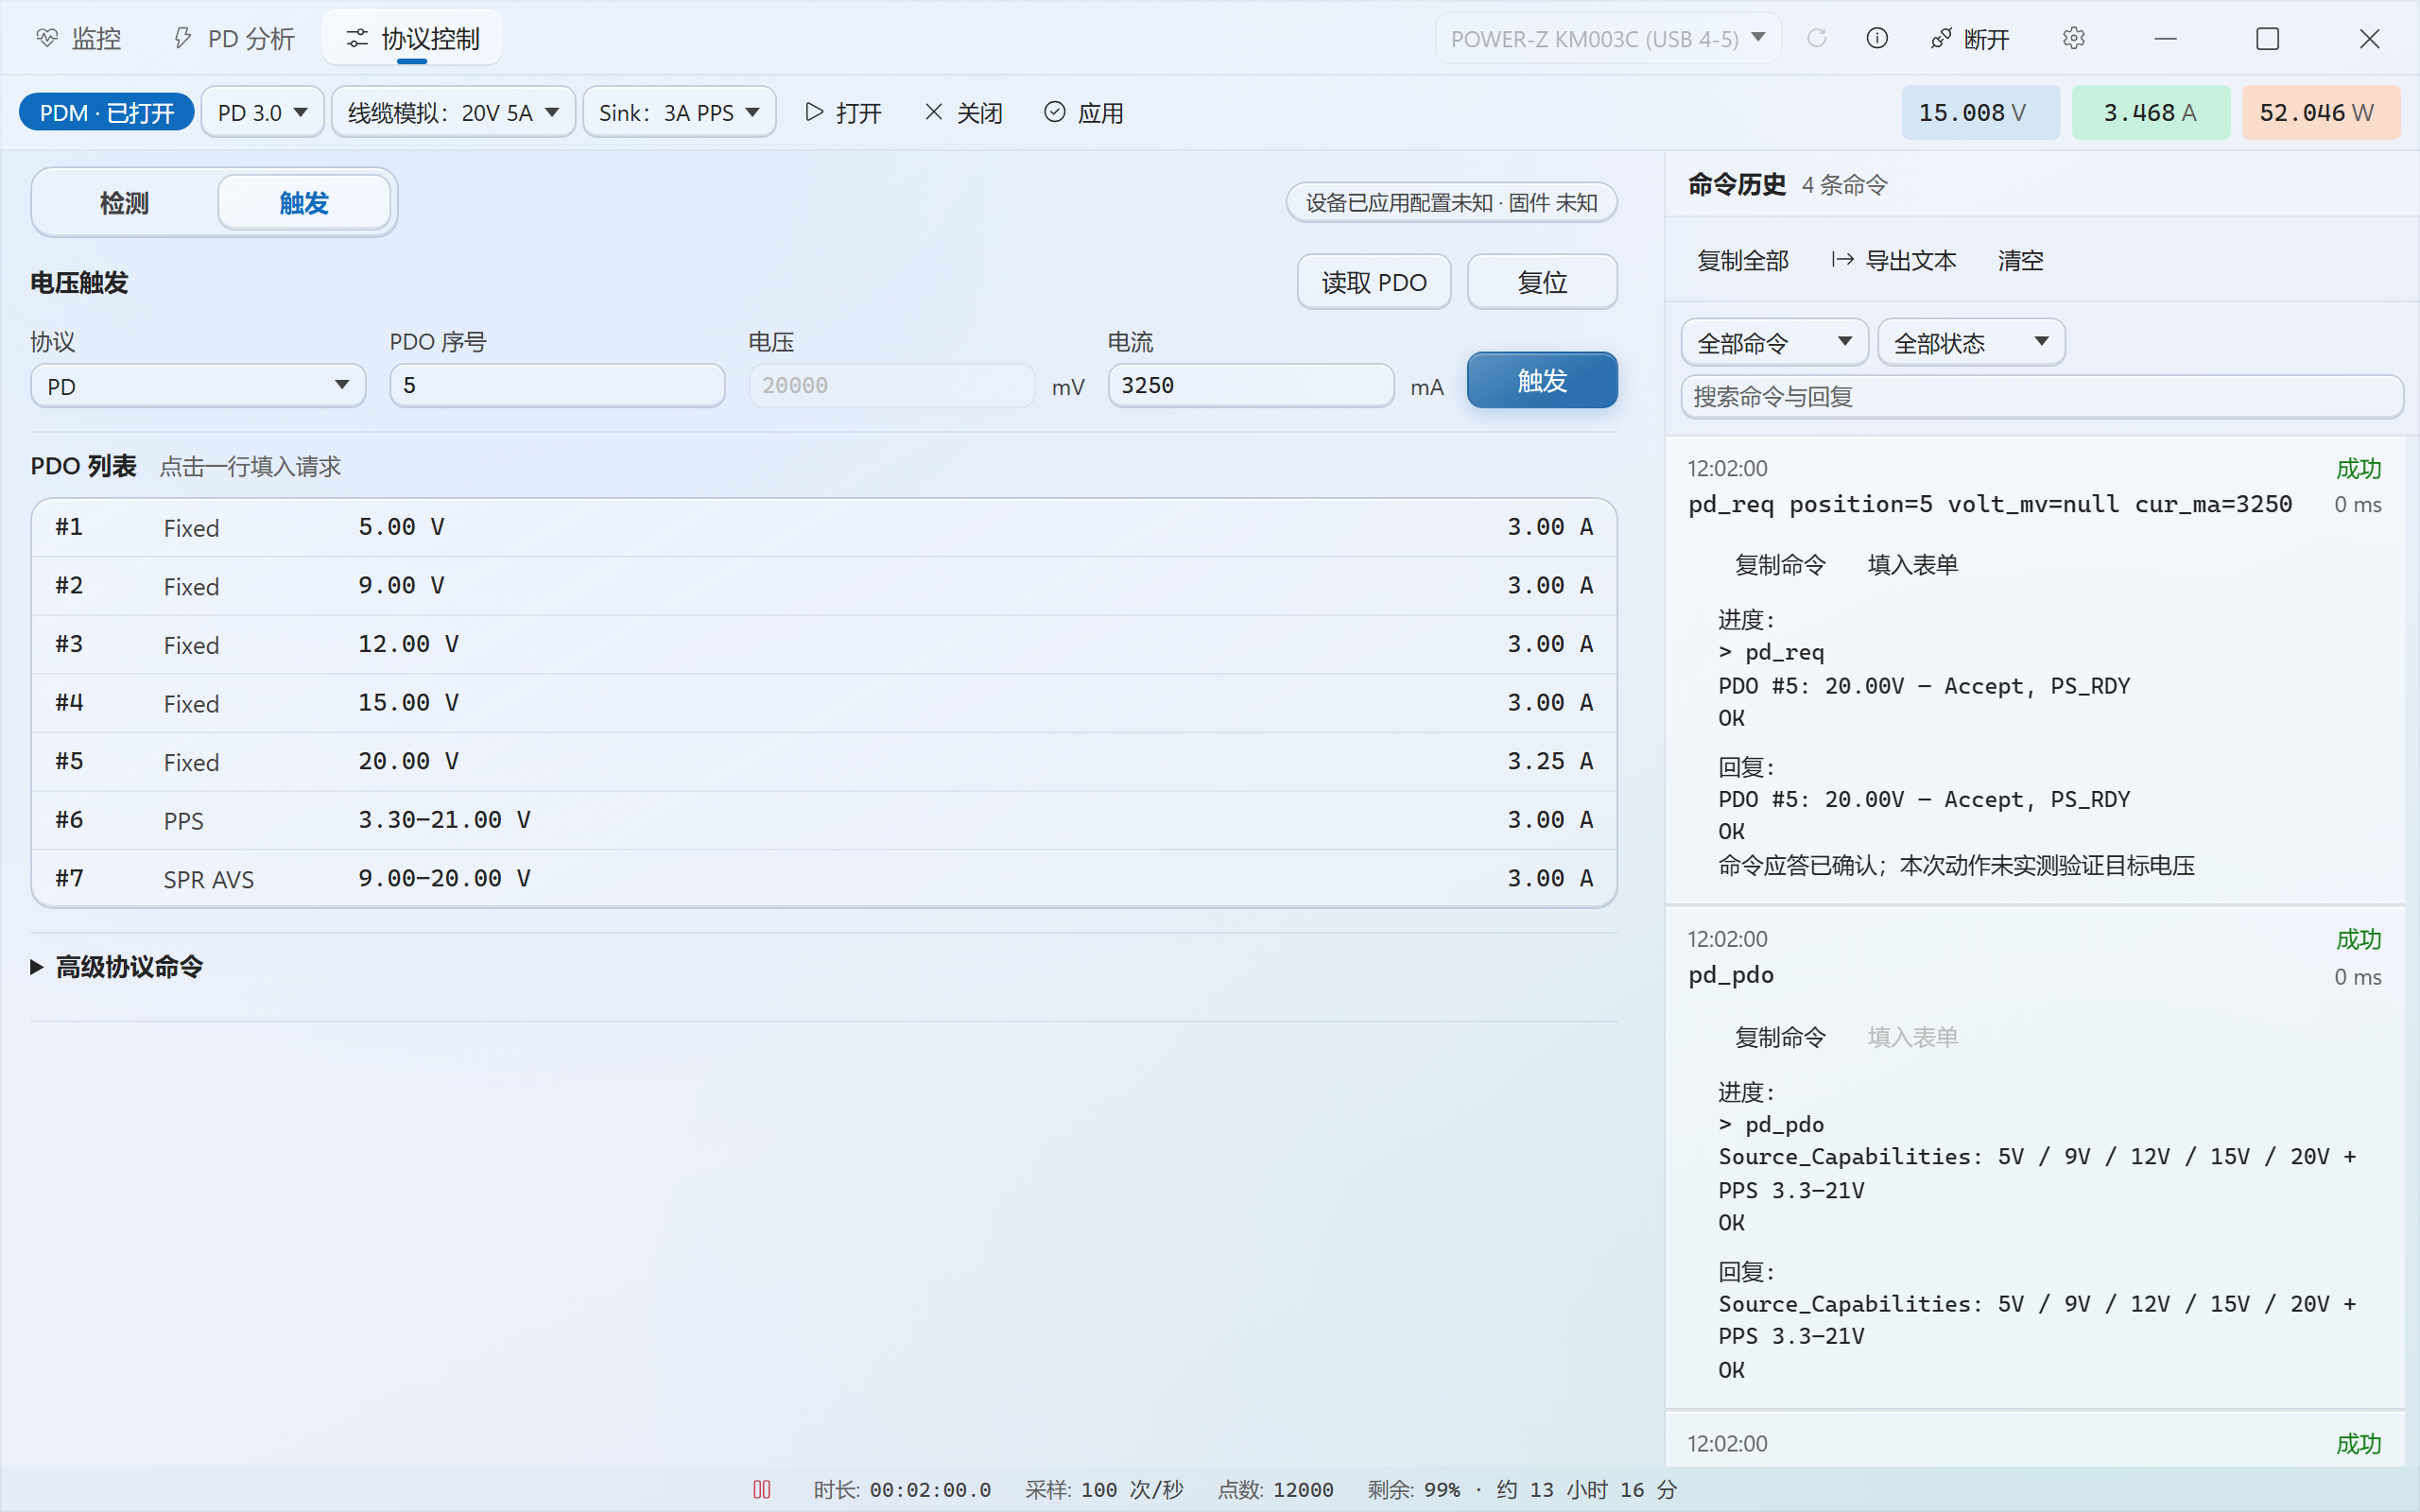 监控 PD 分析 协议控制 POWER-Z KM003C (USB 4-5) 断开
PDM · 已打开 PD 3.0 线缆模拟：20V 5A Sink：3A PPS 打开 关闭 应用 15.008 V 3.468 A 52.046 W
检测 触发 设备已应用配置未知 · 固件 未知
电压触发 读取 PDO 复位
协议 PDO 序号 电压 电流
PD 5 20000 mV 3250 mA 触发
PDO 列表 点击一行填入请求
#1 Fixed 5.00 V 3.00 A
#2 Fixed 9.00 V 3.00 A
#3 Fixed 12.00 V 3.00 A
#4 Fixed 15.00 V 3.00 A
#5 Fixed 20.00 V 3.25 A
#6 PPS 3.30–21.00 V 3.00 A
#7 SPR AVS 9.00–20.00 V 3.00 A
高级协议命令
命令历史 4 条命令
复制全部 导出文本 清空
全部命令 全部状态
搜索命令与回复
12:02:00 成功
pd_req position=5 volt_mv=null cur_ma=3250 0 ms
复制命令 填入表单
进度：
> pd_req
PDO #5: 20.00V — Accept, PS_RDY
OK
回复：
PDO #5: 20.00V — Accept, PS_RDY
OK
命令应答已确认；本次动作未实测验证目标电压
12:02:00 成功
pd_pdo 0 ms
复制命令 填入表单
进度：
> pd_pdo
Source_Capabilities: 5V / 9V / 12V / 15V / 20V +
PPS 3.3–21V
OK
回复：
Source_Capabilities: 5V / 9V / 12V / 15V / 20V +
PPS 3.3–21V
OK
12:02:00 成功
时长: 00:02:00.0 采样: 100 次/秒 点数: 12000 剩余: 99% · 约 13 小时 16 分